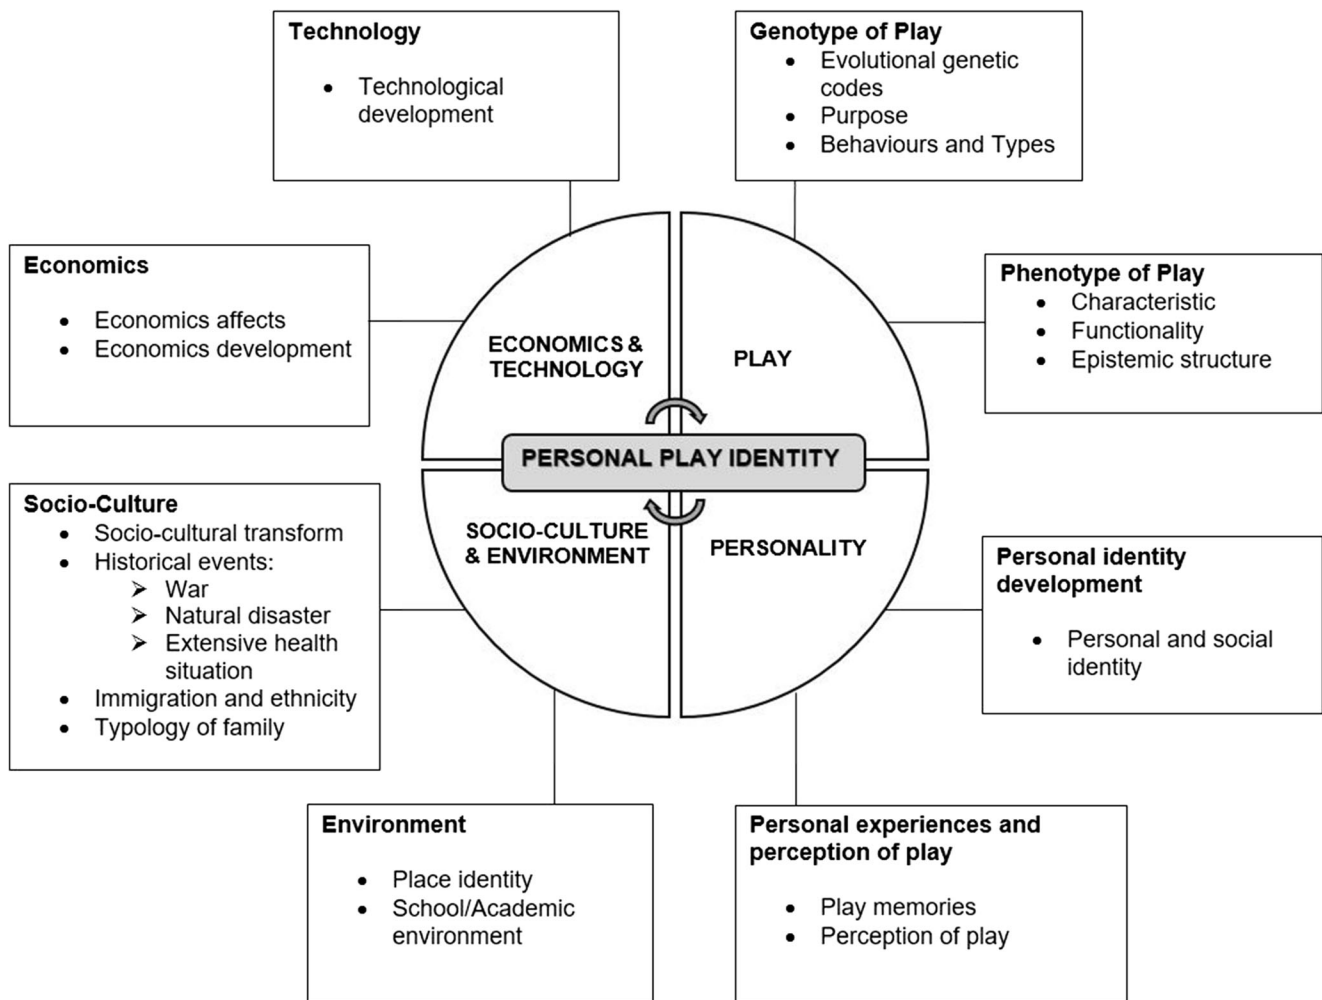 Technology
• Technological
development
Genotype of Play
• Evolutional genetic
codes
• Purpose
• Behaviours and Types
Economics
• Economics affects
• Economics development
Phenotype of Play
• Characteristic
• Functionality
• Epistemic structure
ECONOMICS &
TECHNOLOGY
PLAY
PERSONAL PLAY IDENTITY
SOCIO-CULTURE
& ENVIRONMENT
PERSONALITY
Socio-Culture
• Socio-cultural transform
• Historical events:
➢ War
➢ Natural disaster
➢ Extensive health
situation
• Immigration and ethnicity
• Typology of family
Personal identity
development
• Personal and social
identity
Environment
• Place identity
• School/Academic
environment
Personal experiences and
perception of play
• Play memories
• Perception of play